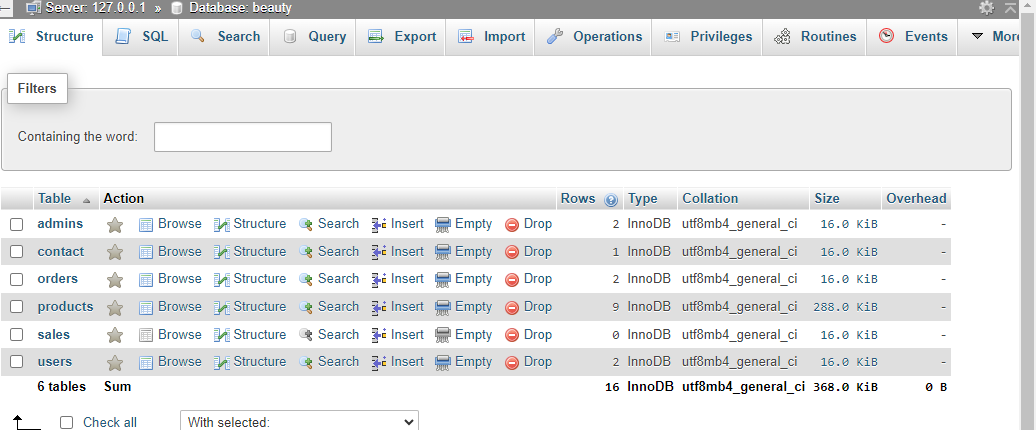 Server: 127.0.0.1 » Database: beauty
Structure SQL Search Query Export Import Operations Privileges Routines Events More
Filters
Containing the word:
Table Action Rows Type Collation Size Overhead
admins Browse Structure Search Insert Empty Drop 2 InnoDB utf8mb4_general_ci 16.0 KiB -
contact Browse Structure Search Insert Empty Drop 1 InnoDB utf8mb4_general_ci 16.0 KiB -
orders Browse Structure Search Insert Empty Drop 2 InnoDB utf8mb4_general_ci 16.0 KiB -
products Browse Structure Search Insert Empty Drop 9 InnoDB utf8mb4_general_ci 288.0 KiB -
sales Browse Structure Search Insert Empty Drop 0 InnoDB utf8mb4_general_ci 16.0 KiB -
users Browse Structure Search Insert Empty Drop 2 InnoDB utf8mb4_general_ci 16.0 KiB -
6 tables Sum 16 InnoDB utf8mb4_general_ci 368.0 KiB 0 B
Check all With selected: